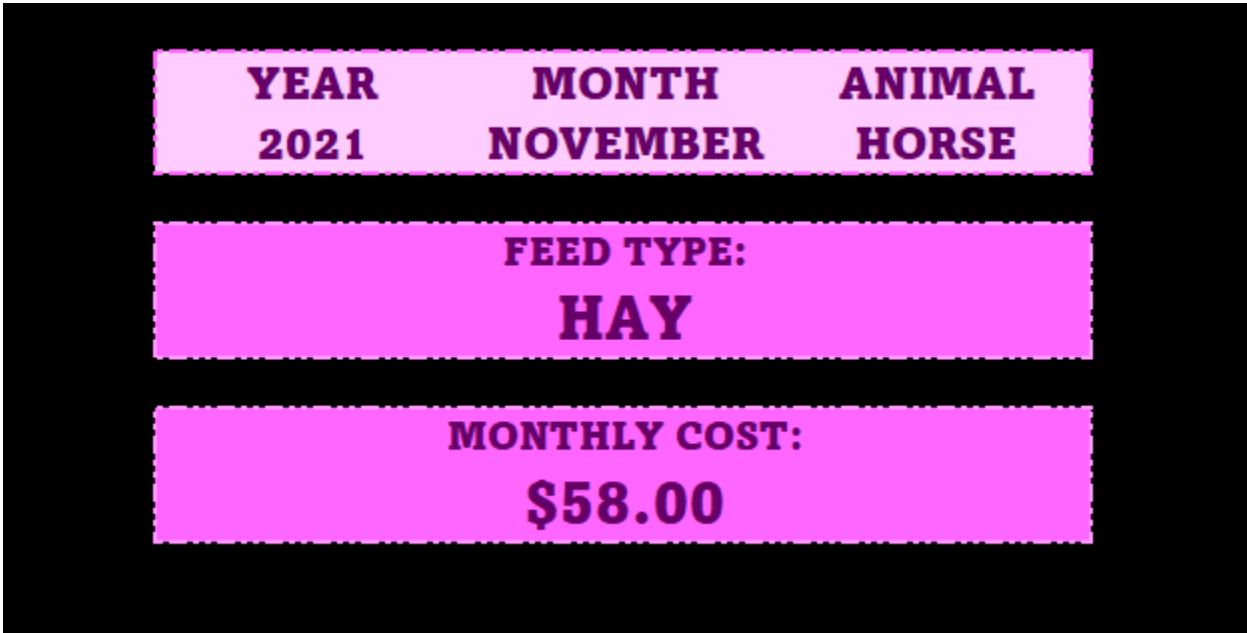 YEAR MONTH ANIMAL
2021 NOVEMBER HORSE
FEED TYPE:
HAY
MONTHLY COST:
$58.00